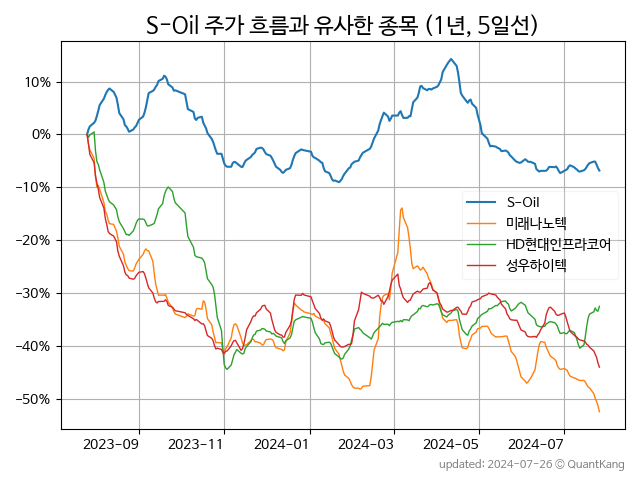 S-Oil 주가 흐름과 유사한 종목 (1년, 5일선)
10%
0%
-10%
-20%
-30%
-40%
-50%
S-Oil
미래나노텍
HD현대인프라코어
성우하이텍
2023-09 2023-11 2024-01 2024-03 2024-05 2024-07
updated: 2024-07-26 © QuantKang